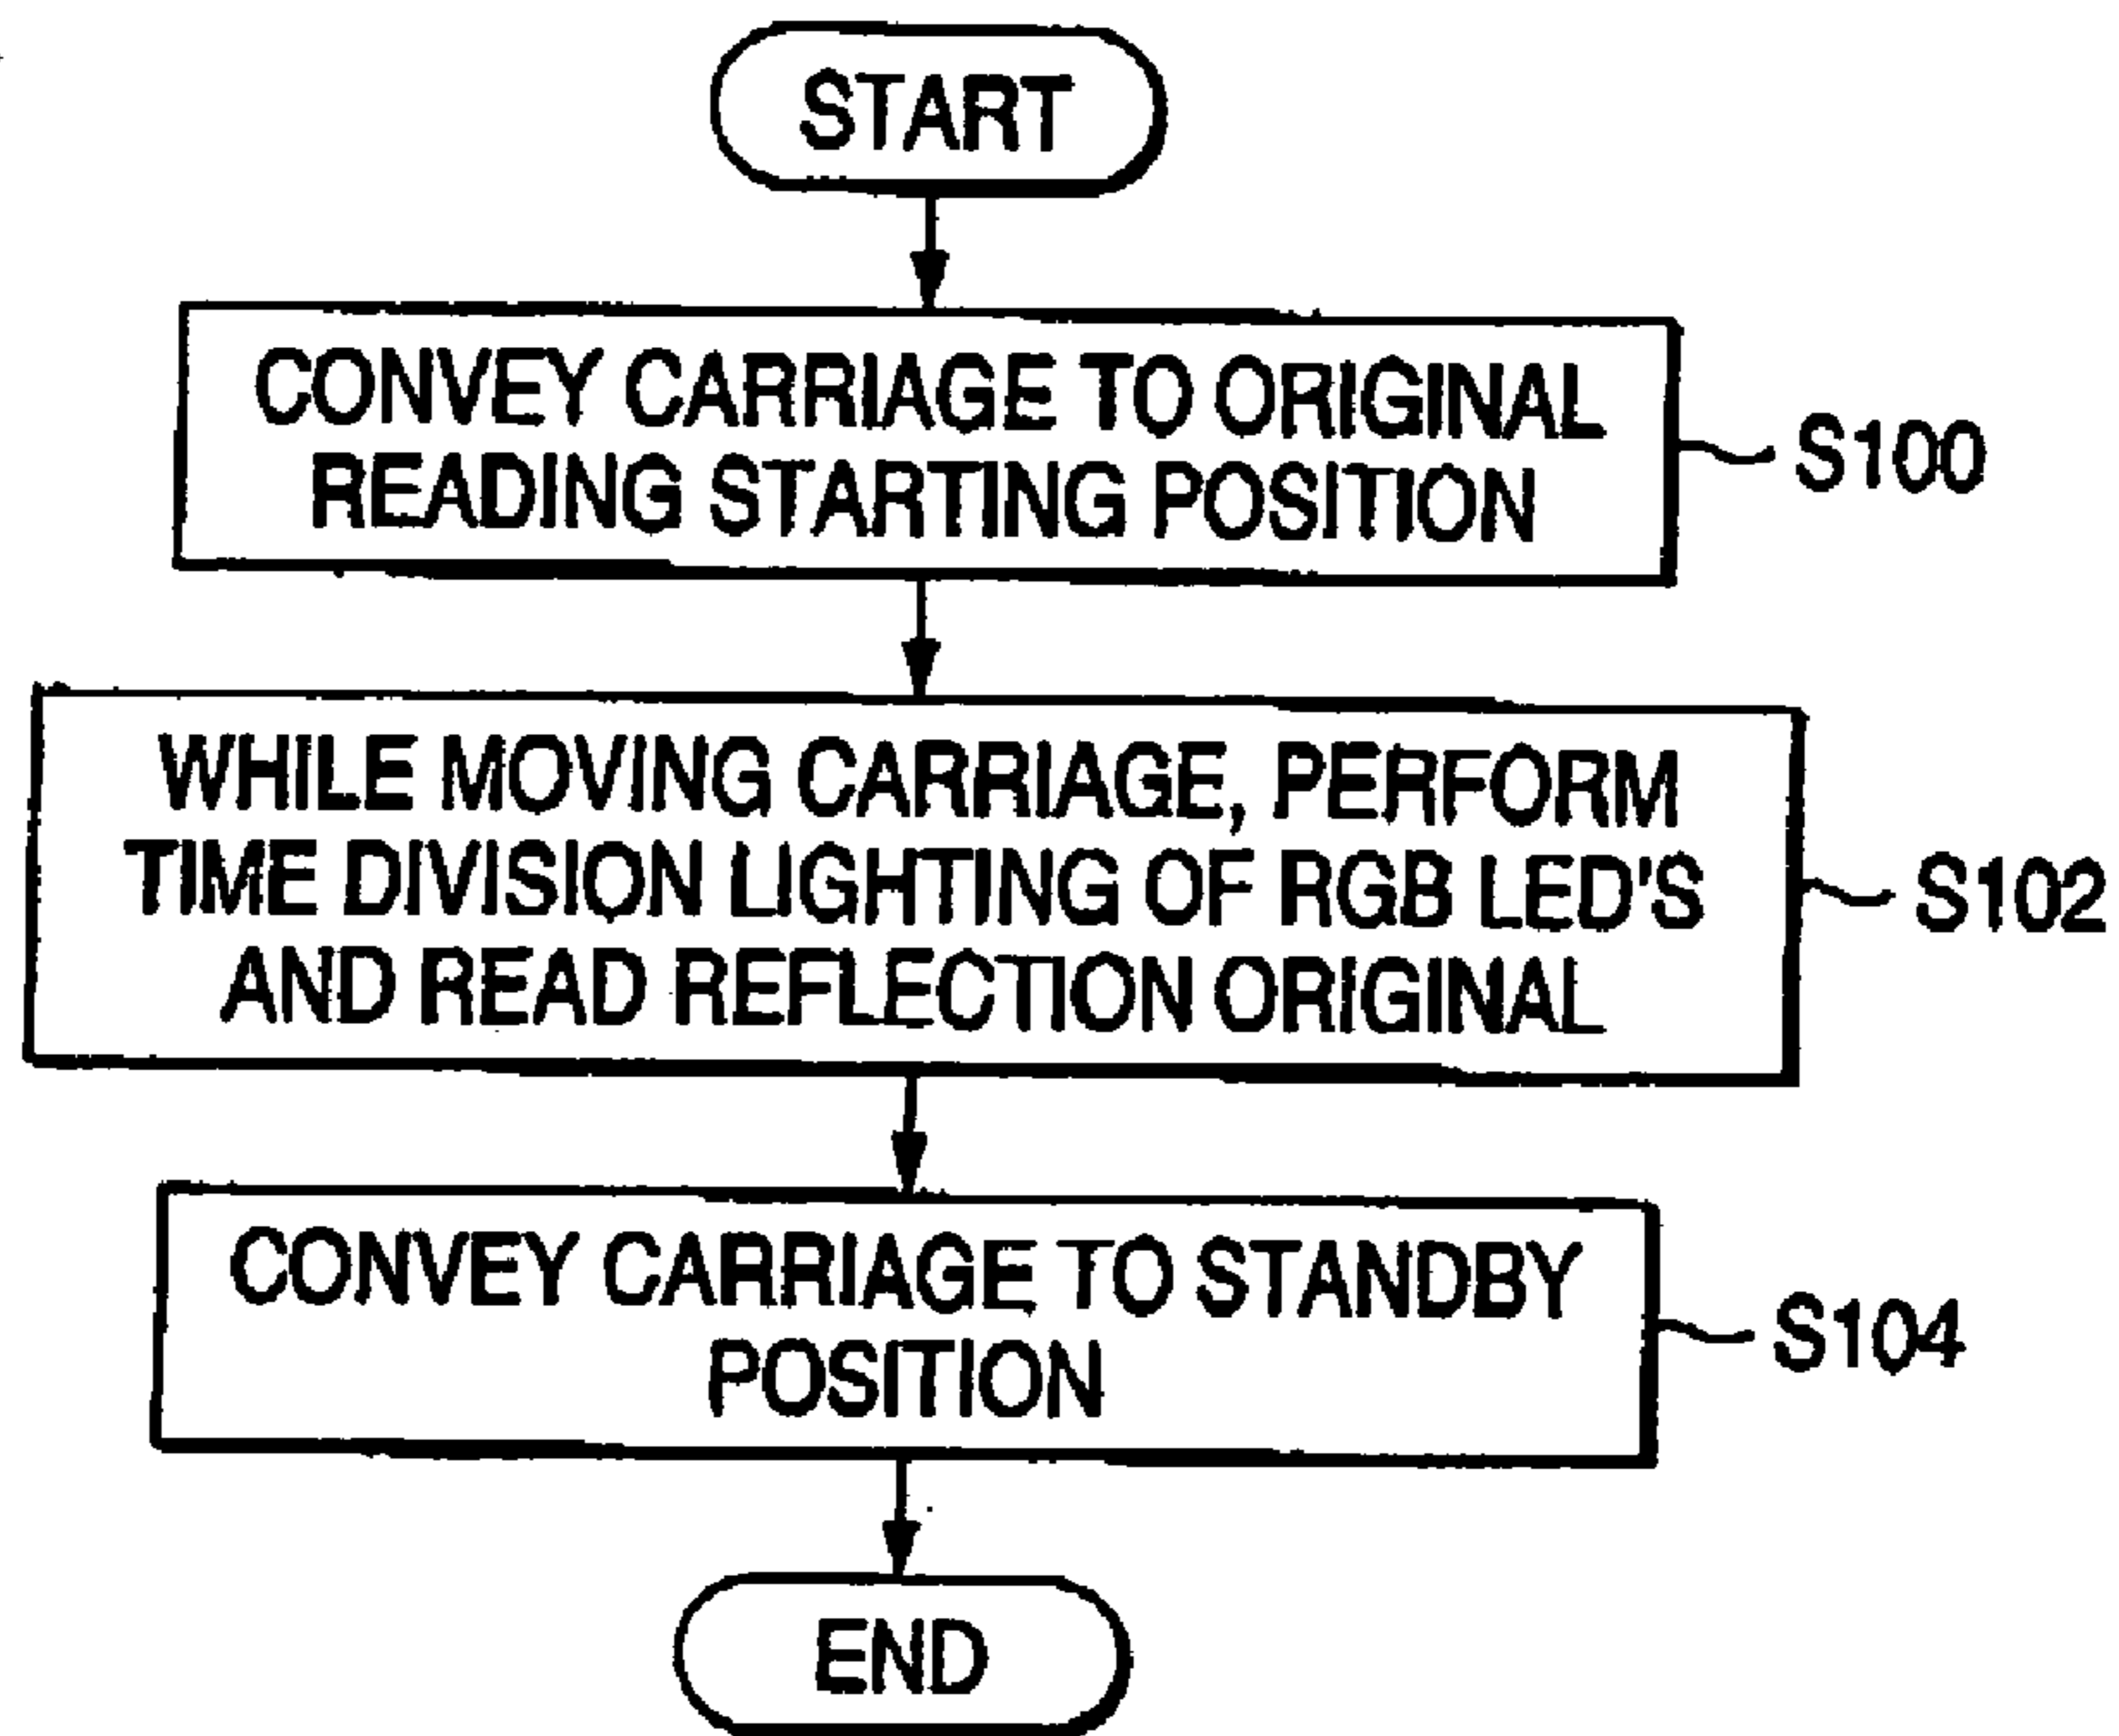 START
CONVEY CARRIAGE TO ORIGINAL
READING STARTING POSITION
S100
WHILE MOVING CARRIAGE, PERFORM
TIME DIVISION LIGHTING OF RGB LED'S
AND READ REFLECTION ORIGINAL
S102
CONVEY CARRIAGE TO STANDBY
POSITION
S104
END